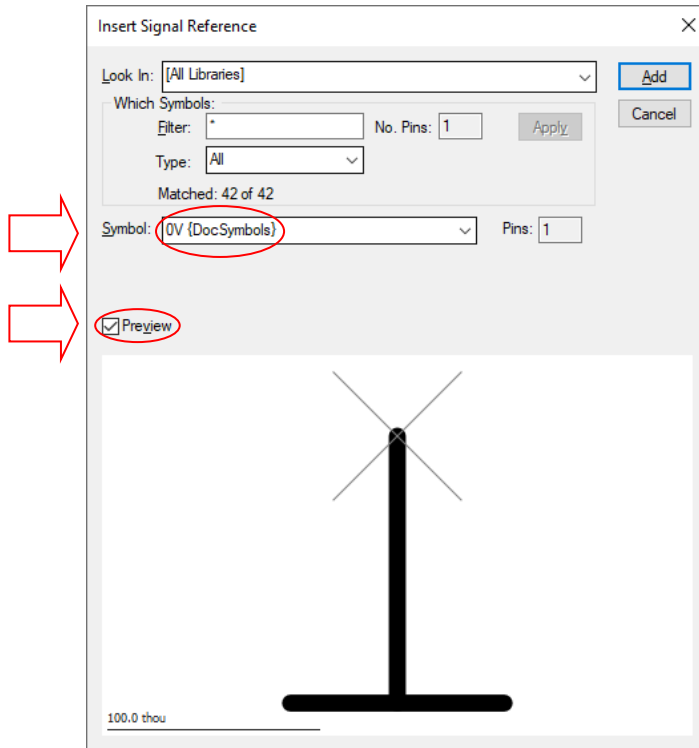 Insert Signal Reference
Look In: [All Libraries]
Add
Which Symbols:
Filter: * No. Pins: 1 Apply
Cancel
Type: All
Matched: 42 of 42
Symbol: 0V {DocSymbols} Pins: 1
Preview
100.0 thou